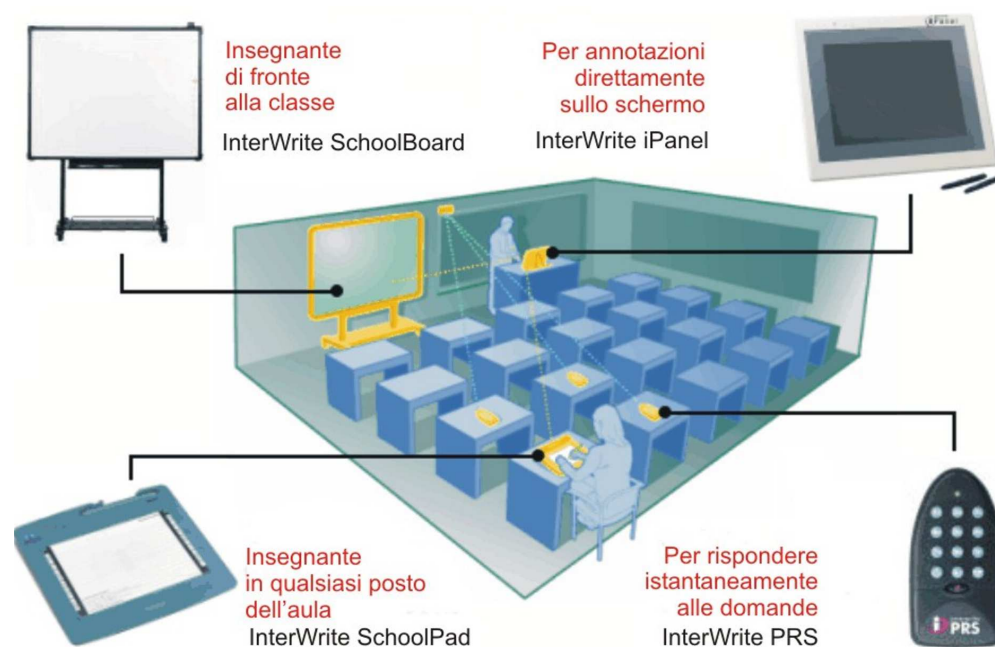 Insegnante
di fronte
alla classe
InterWrite SchoolBoard
Per annotazioni
direttamente
sullo schermo
InterWrite iPanel
iPanel
Insegnante
in qualsiasi posto
dell'aula
InterWrite SchoolPad
Per rispondere
istantaneamente
alle domande
InterWrite PRS
PRS